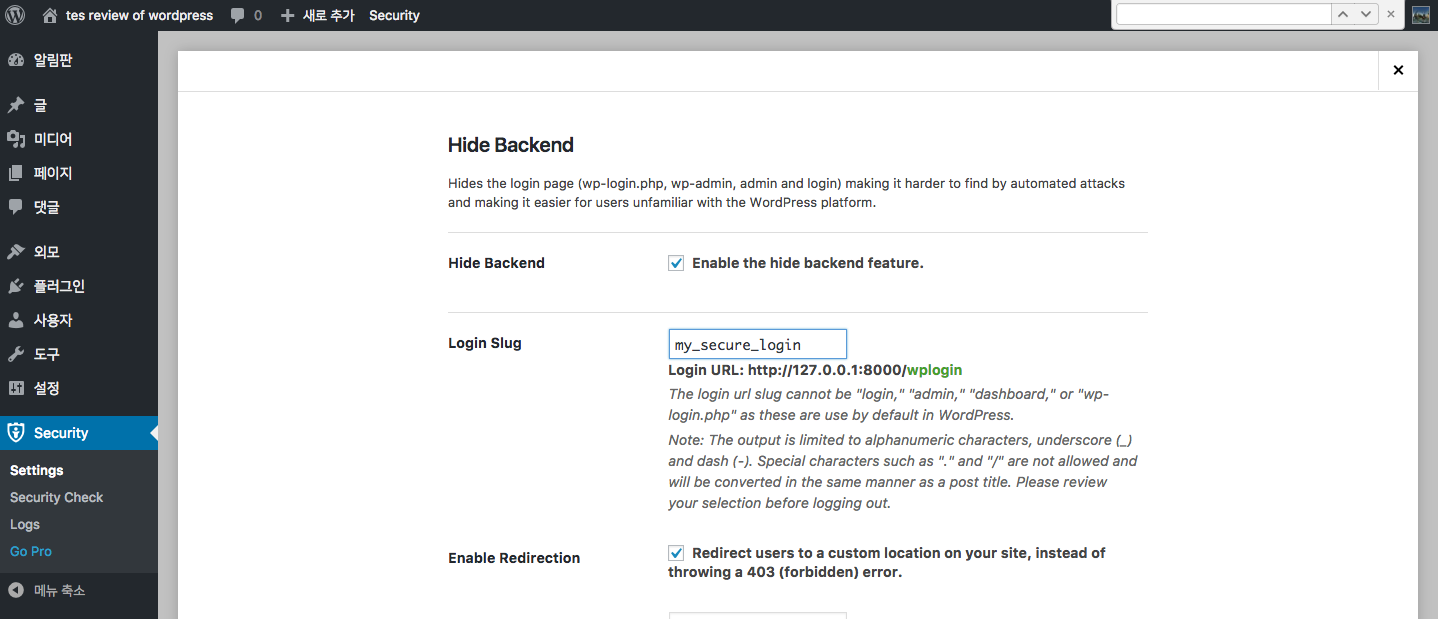 tes review of wordpress 0 새로 추가 Security
알림판
글
미디어
페이지
댓글
외모
플러그인
사용자
도구
설정
Security
Settings
Security Check
Logs
Go Pro
메뉴 축소
Hide Backend
Hides the login page (wp-login.php, wp-admin, admin and login) making it harder to find by automated attacks
and making it easier for users unfamiliar with the WordPress platform.
Hide Backend
Enable the hide backend feature.
Login Slug
my_secure_login
Login URL: http://127.0.0.1:8000/wplogin
The login url slug cannot be "login," "admin," "dashboard," or "wp-
login.php" as these are use by default in WordPress.
Note: The output is limited to alphanumeric characters, underscore (_)
and dash (-). Special characters such as "." and "/" are not allowed and
will be converted in the same manner as a post title. Please review
your selection before logging out.
Enable Redirection
Redirect users to a custom location on your site, instead of
throwing a 403 (forbidden) error.